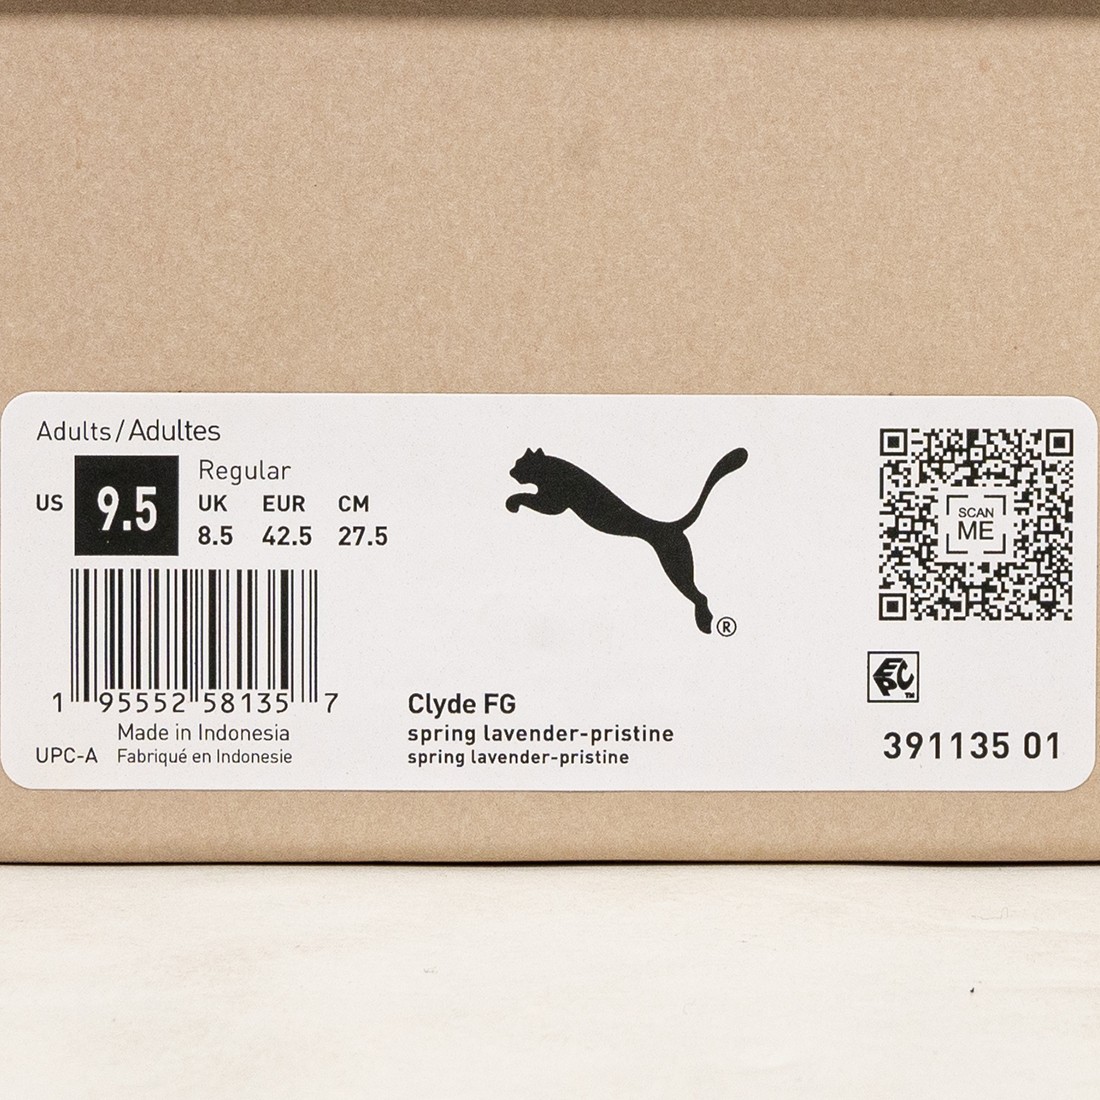 Adults/Adultes
US 9.5
Regular
UK EUR CM
8.5 42.5 27.5
1 95552 58135 7
Made in Indonesia
UPC-A Fabriqué en Indonesie
®
Clyde FG
spring lavender-pristine
spring lavender-pristine
SCAN
ME
EPC™
391135 01